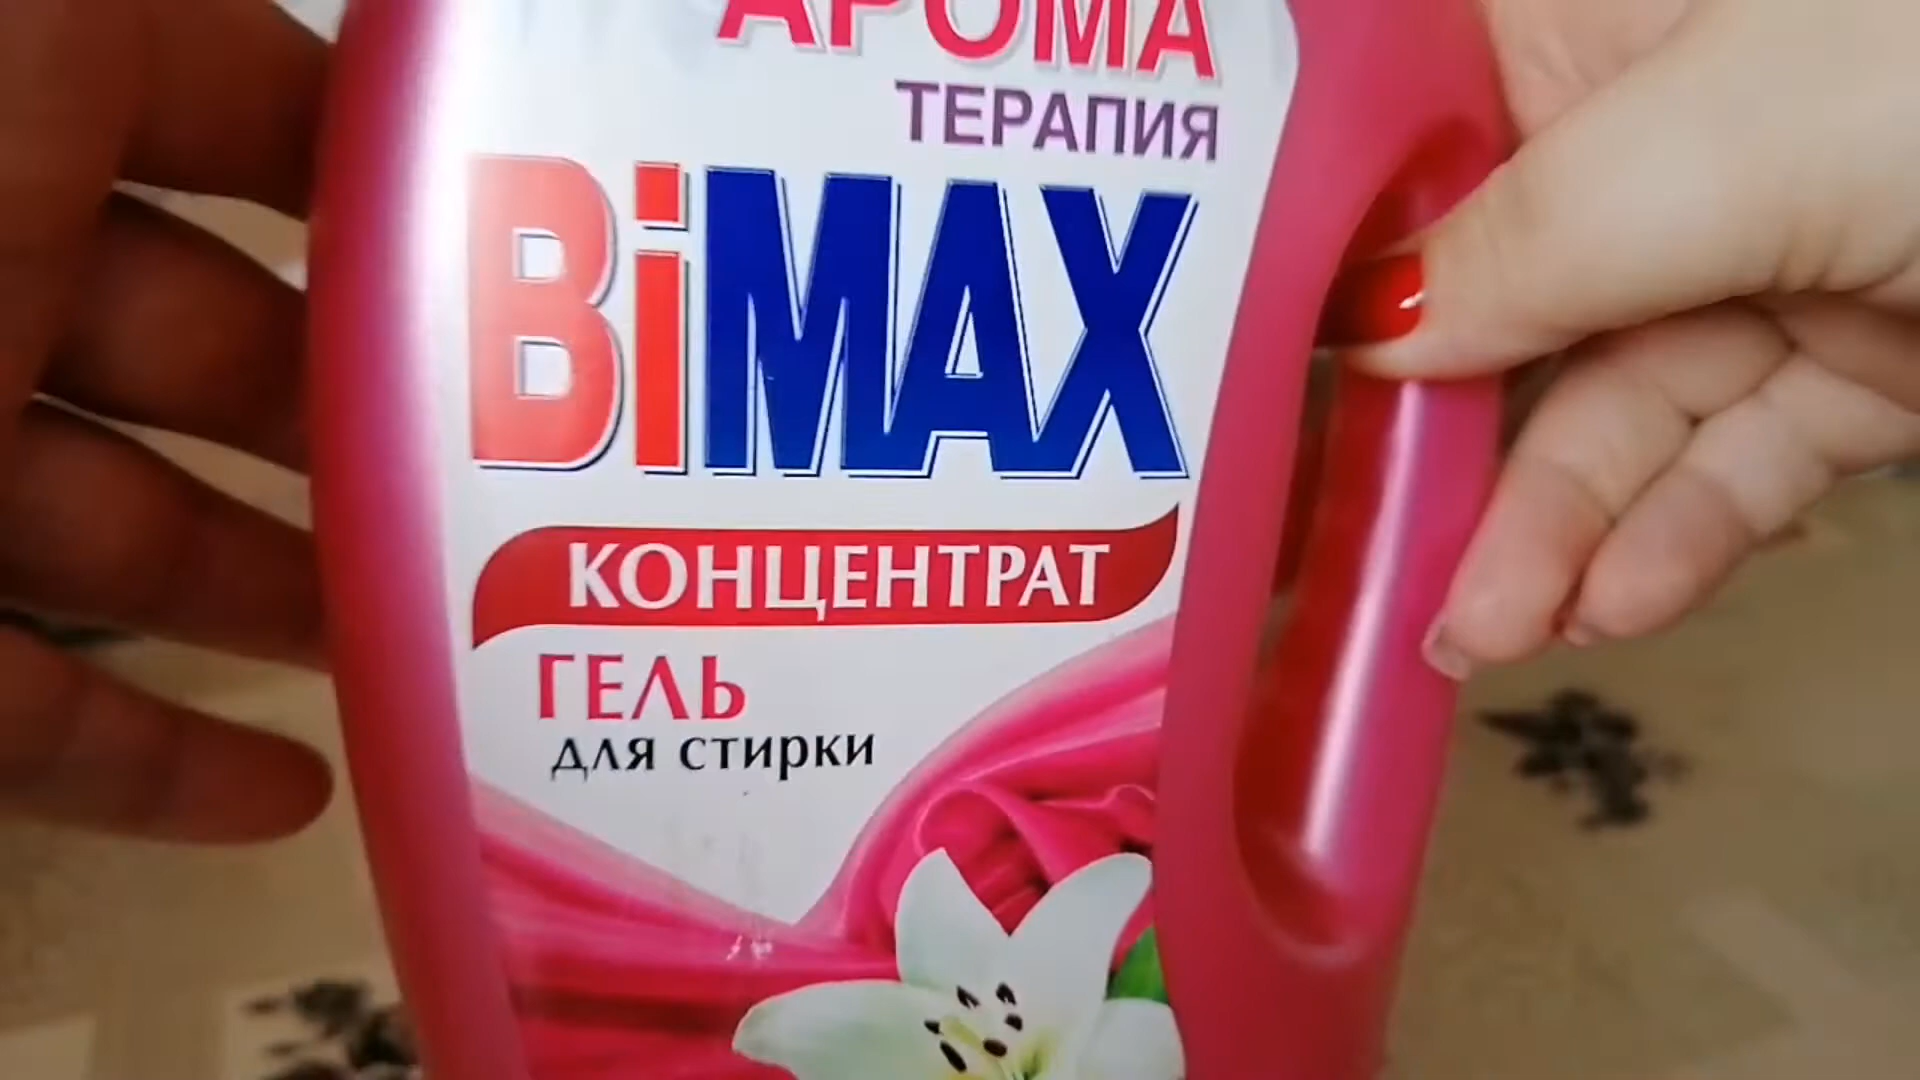 АРОМА
ТЕРАПИЯ
BiMAX
КОНЦЕНТРАТ
ГЕЛЬ
для стирки